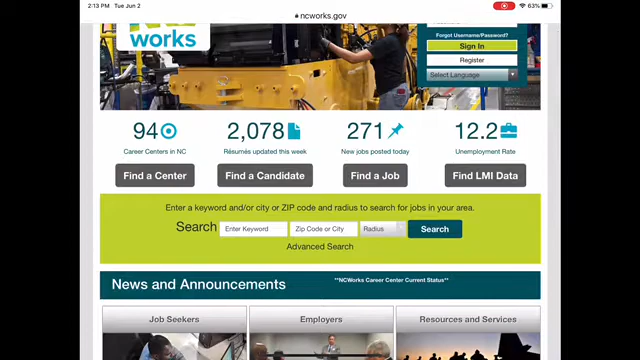 2:13 PM Tue Jun 2
63%
ncworks.gov
works
Forgot Username/Password?
Sign In
Register
Select Language
94 2,078 271 12.2
Career Centers in NC Résumés updated this week New jobs posted today Unemployment Rate
Find a Center Find a Candidate Find a Job Find LMI Data
Enter a keyword and/or city or ZIP code and radius to search for jobs in your area.
Search Enter Keyword Zip Code or City Radius Search
Advanced Search
News and Announcements **NCWorks Career Center Current Status**
Job Seekers Employers Resources and Services